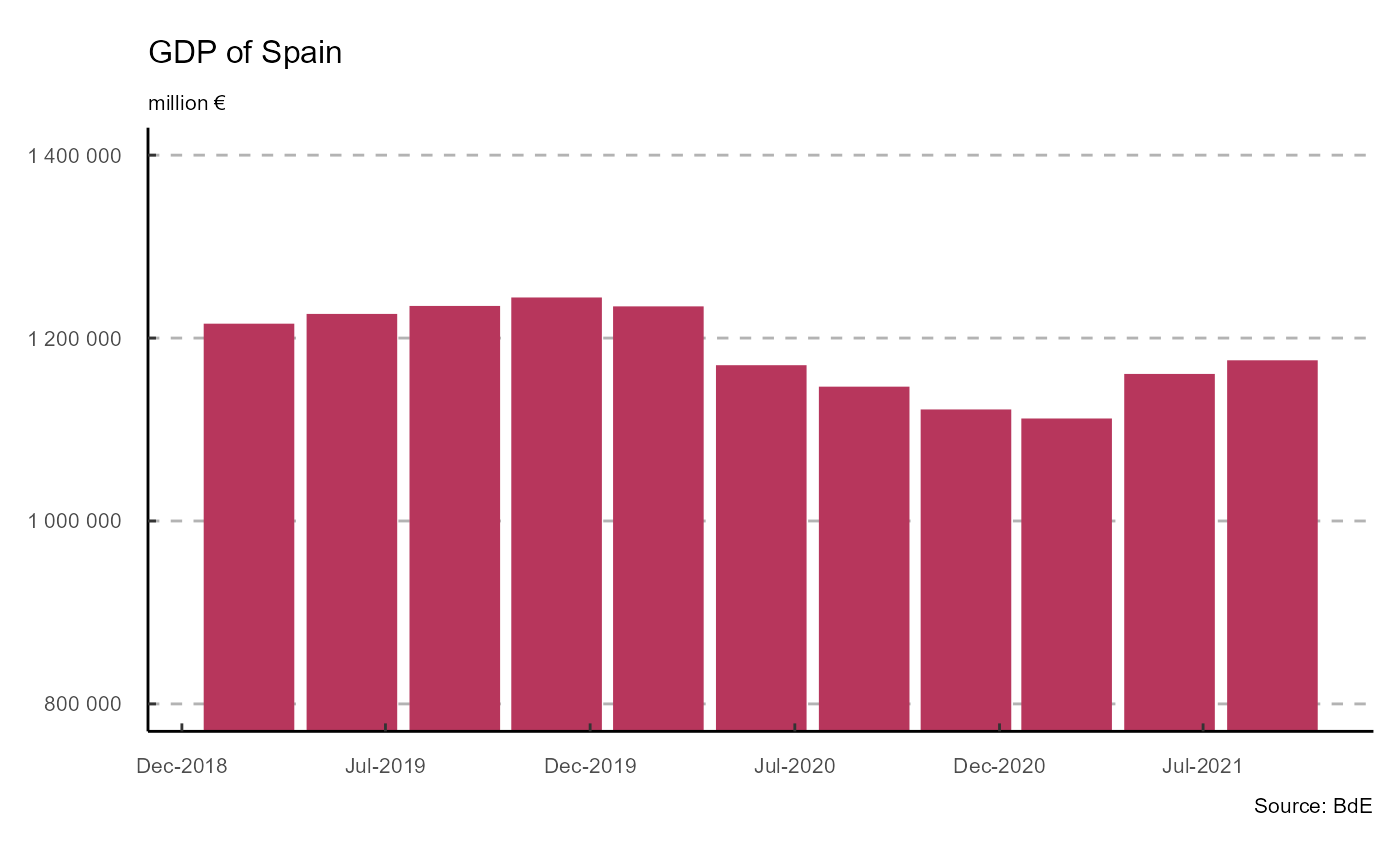 GDP of Spain
million €
1 400 000
1 200 000
1 000 000
800 000
Dec-2018 Jul-2019 Dec-2019 Jul-2020 Dec-2020 Jul-2021
Source: BdE